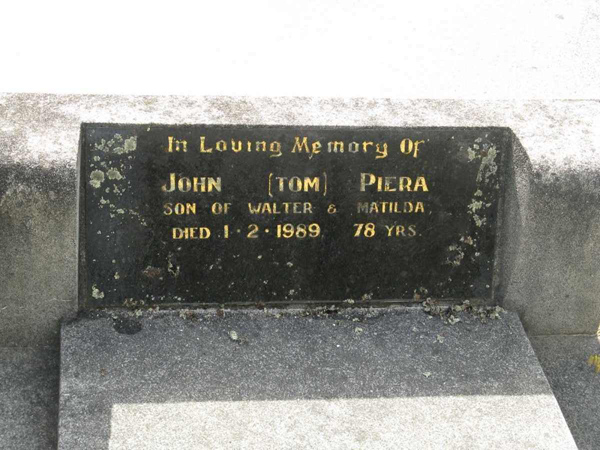 In Loving Memory Of
JOHN (TOM) PIERA
SON OF WALTER & MATILDA
DIED 1·2·1989. 78 YRS.